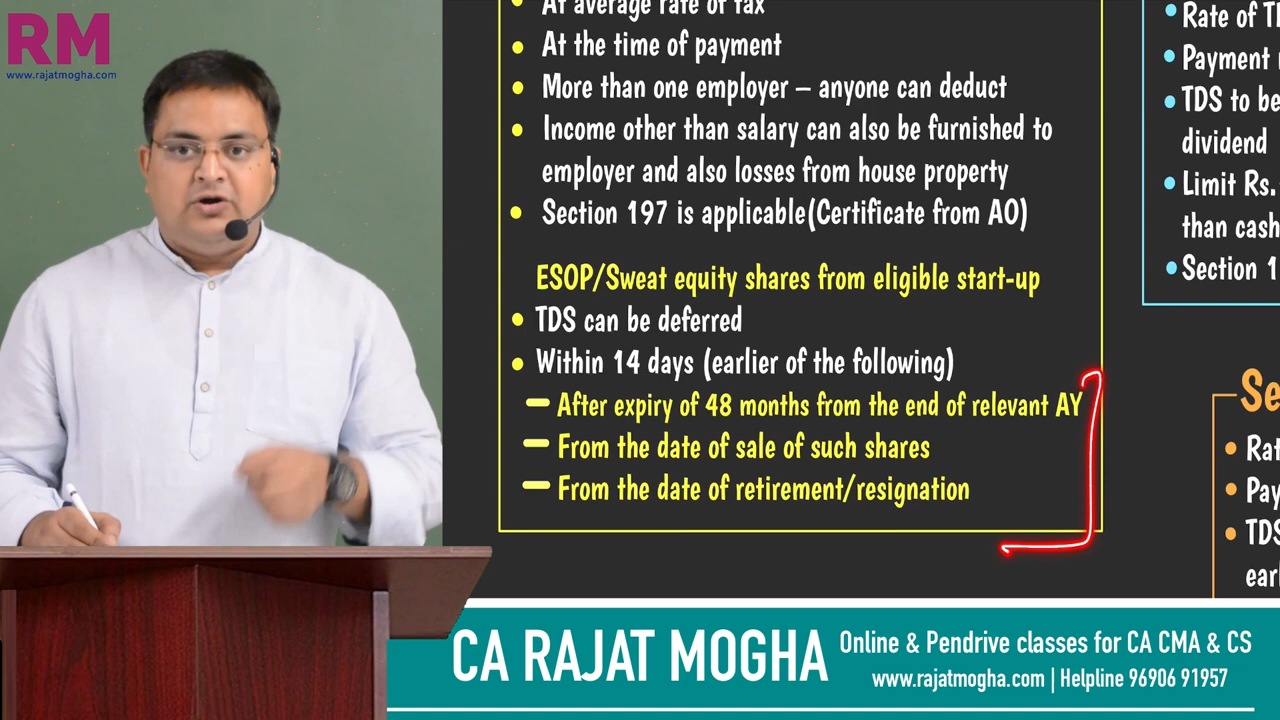 RM
www.rajatmogha.com
At average rate of tax
At the time of payment
More than one employer – anyone can deduct
Income other than salary can also be furnished to
employer and also losses from house property
Section 197 is applicable(Certificate from AO)
ESOP/Sweat equity shares from eligible start-up
TDS can be deferred
Within 14 days (earlier of the following)
– After expiry of 48 months from the end of relevant AY
– From the date of sale of such shares
– From the date of retirement/resignation
Rate of
Payment
TDS to be
dividend
Limit Rs.
than cash
Section 1
TDS
CA RAJAT MOGHA
Online & Pendrive classes for CA CMA & CS
www.rajatmogha.com | Helpline 96906 91957